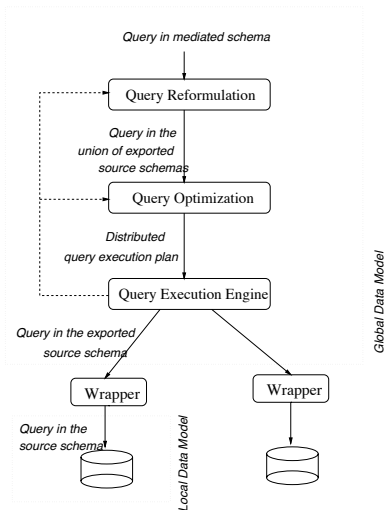 Query in mediated schema
Query Reformulation
Query in the
union of exported
source schemas
Query Optimization
Distributed
query execution plan
Query Execution Engine
Global Data Model
Query in the exported
source schema
Wrapper
Wrapper
Query in the
source schema
Local Data Model